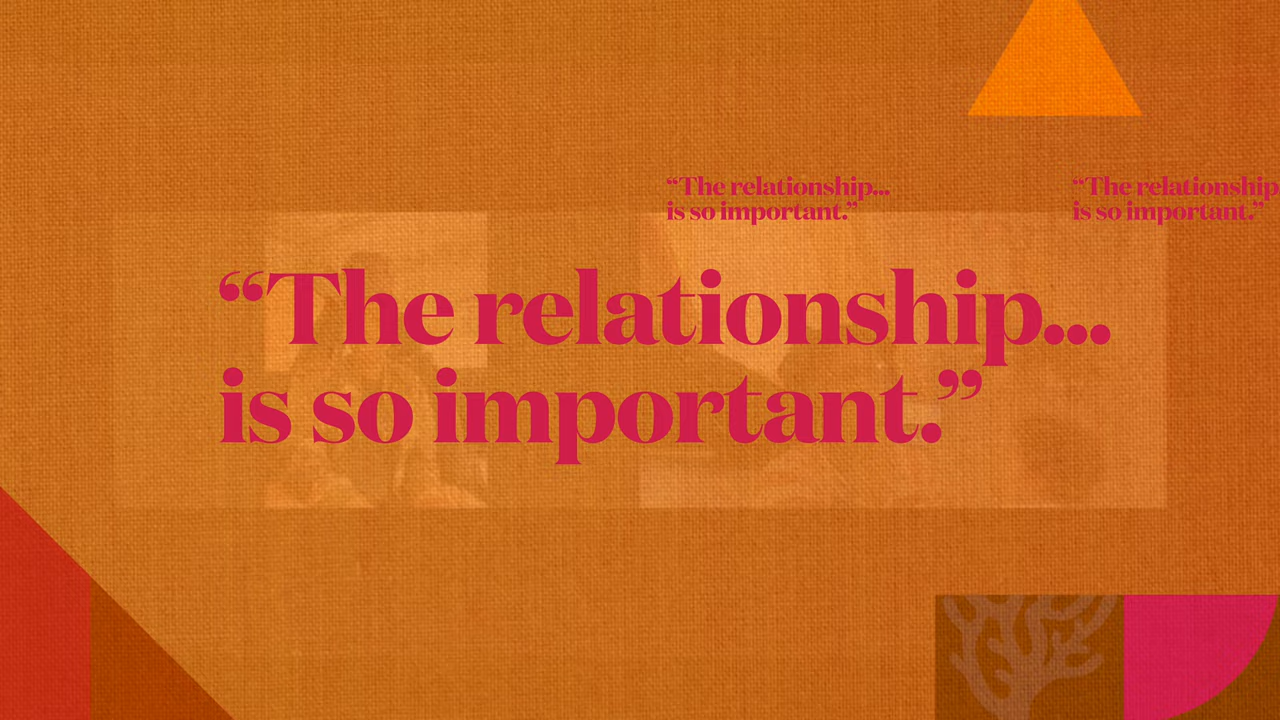 “The relationship...
is so important.”
“The relationship
is so important.”
“The relationship...
is so important.”